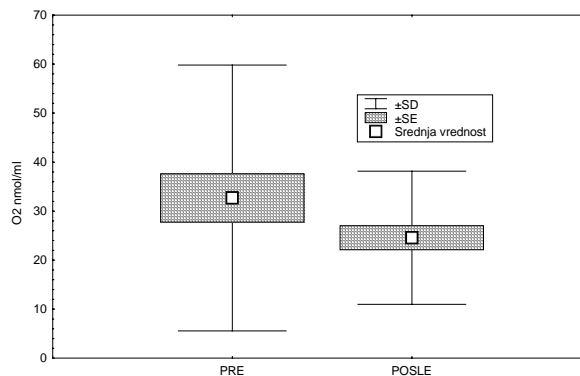 70
60
50
40
30
20
10
0
O2 nmol/ml
±SD
±SE
Srednja vrednost
PRE
POSLE